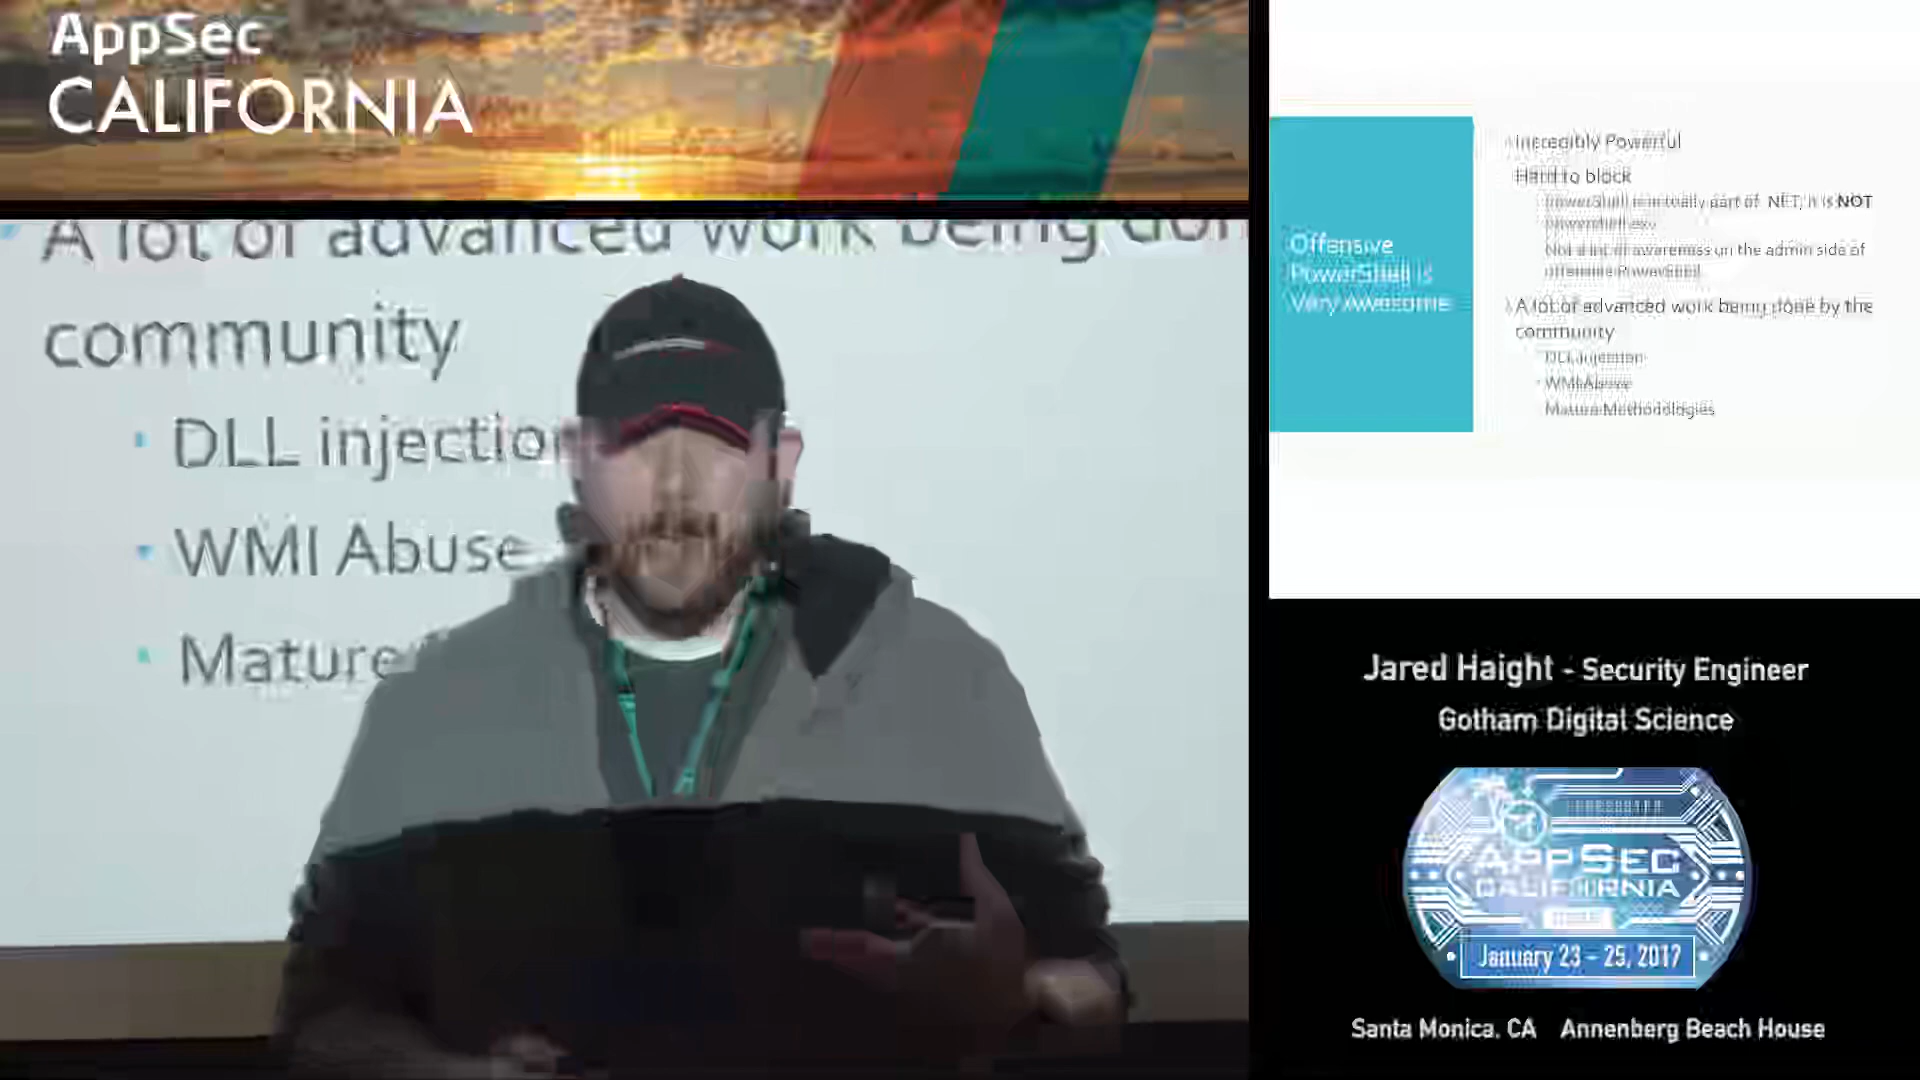 AppSec
CALIFORNIA
A lot of advanced work being don
community
DLL injection
WMI Abuse
Mature
Offensive
PowerShell is
Very Awesome
Incredibly Powerful
Hard to block
PowerShell is actually part of .NET, it is NOT
powershell.exe
Not a lot of awareness on the admin side of
offensive PowerShell
A lot of advanced work being done by the
community
DLL injection
WMI Abuse
Mature Methodologies
Jared Haight - Security Engineer
Gotham Digital Science
APPSEC
CALIFORNIA
January 23 - 25, 2017
Santa Monica, CA Annenberg Beach House